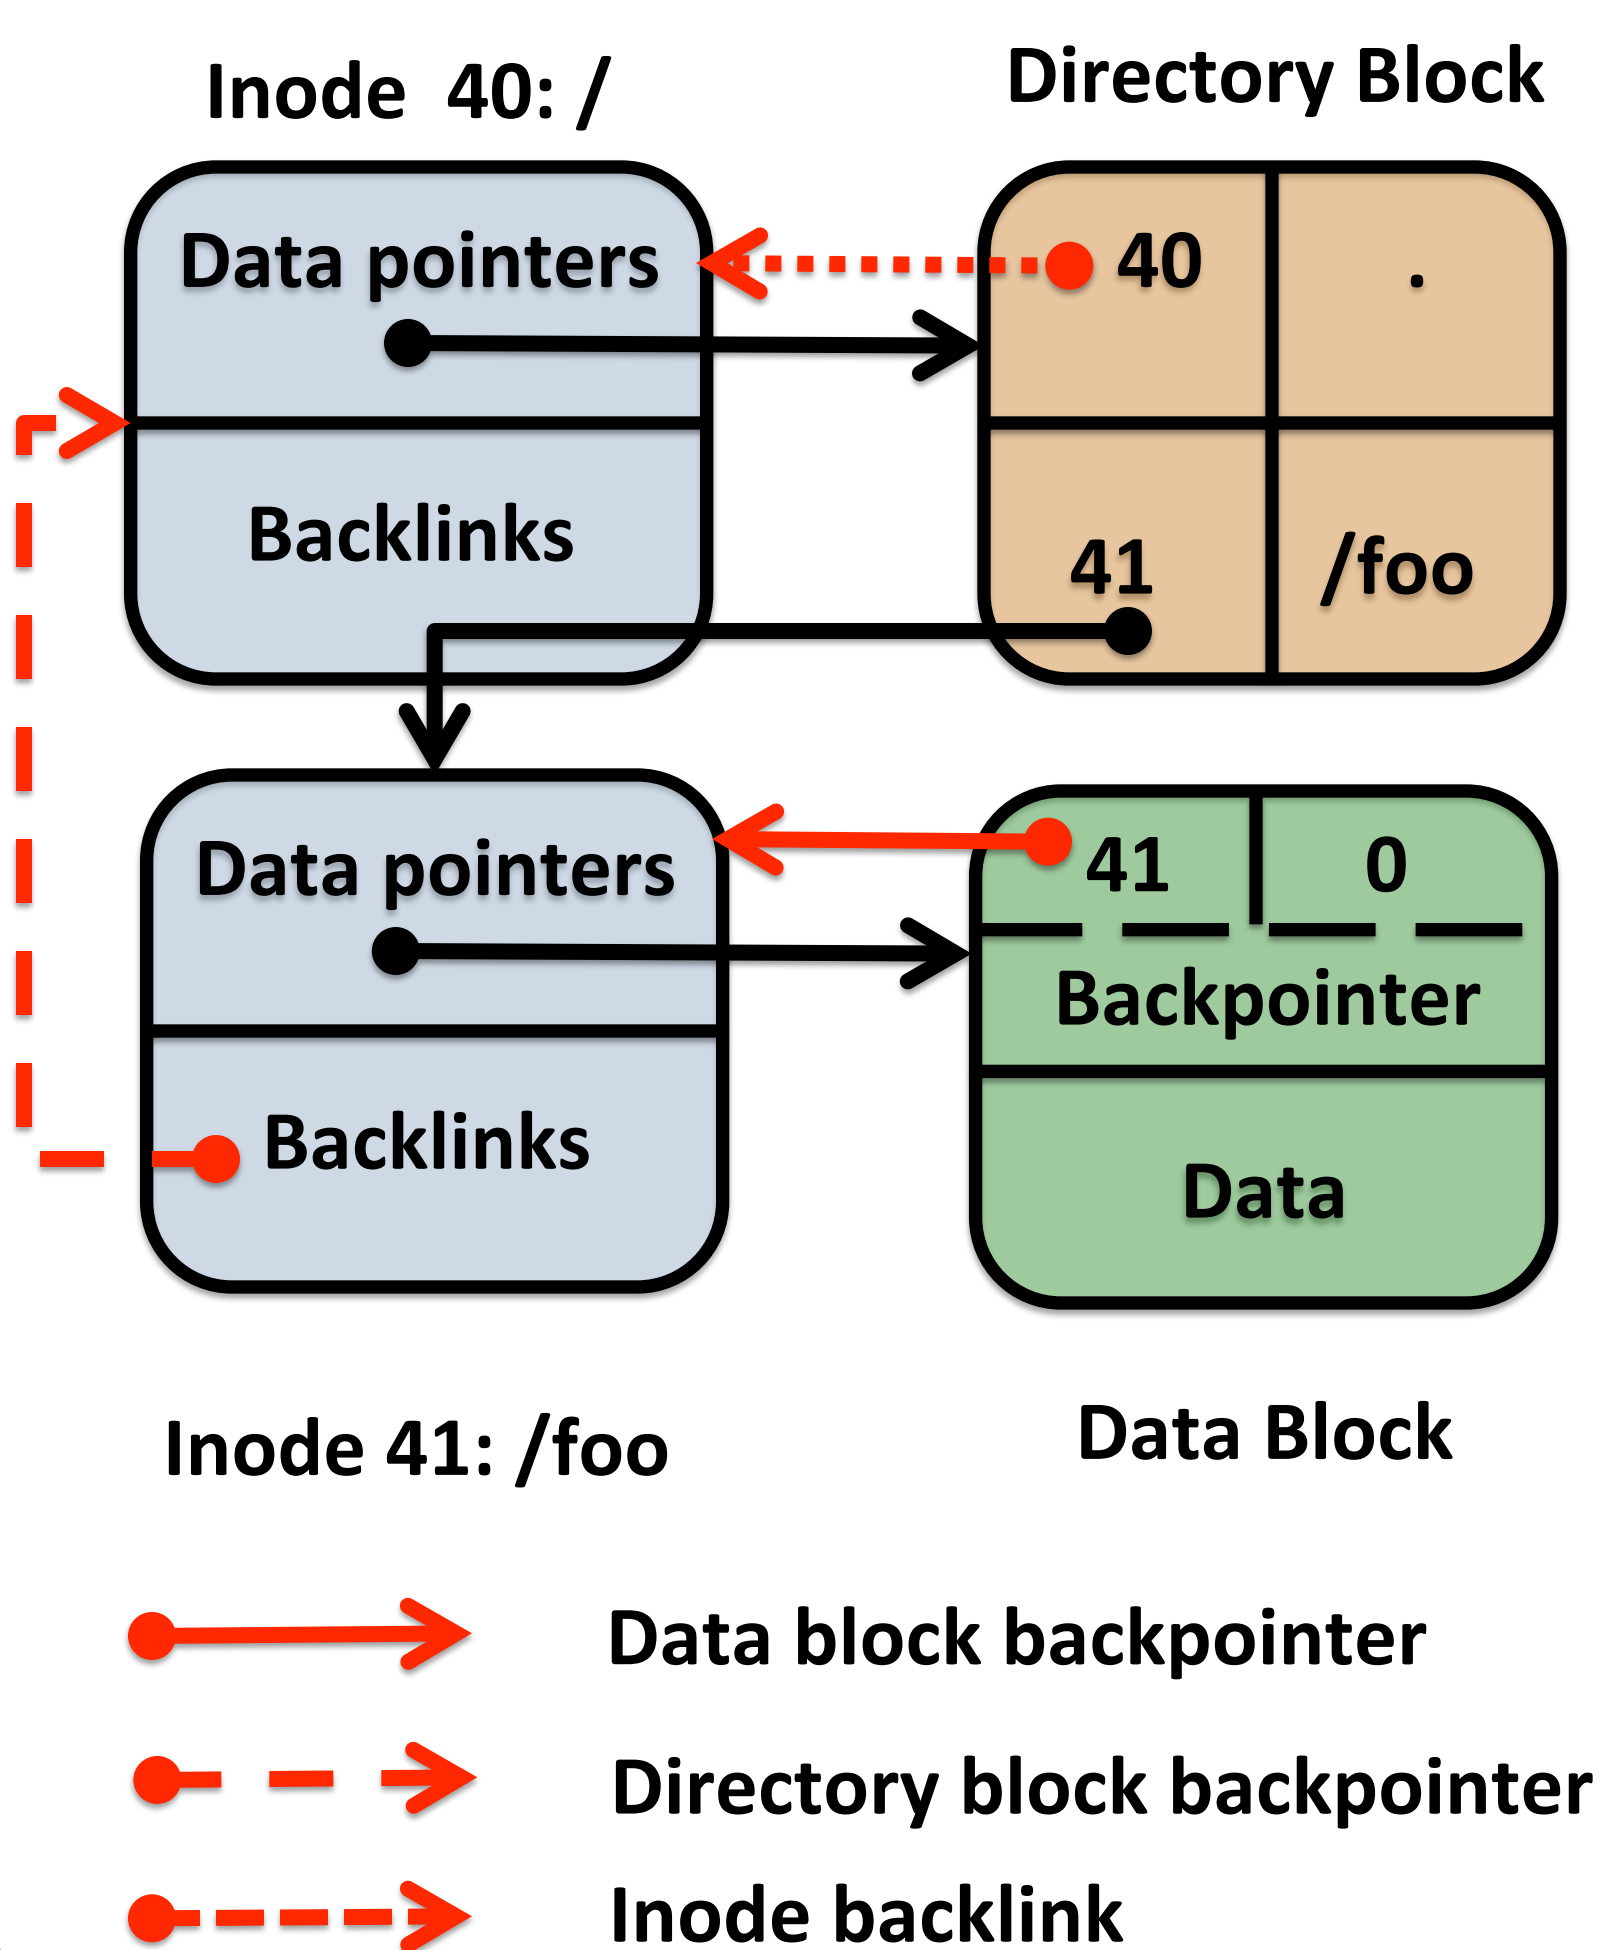 Inode 40: /
Directory Block
Data pointers
40
.
Backlinks
41
/foo
Data pointers
41
0
Backpointer
Backlinks
Data
Inode 41: /foo
Data Block
Data block backpointer
Directory block backpointer
Inode backlink